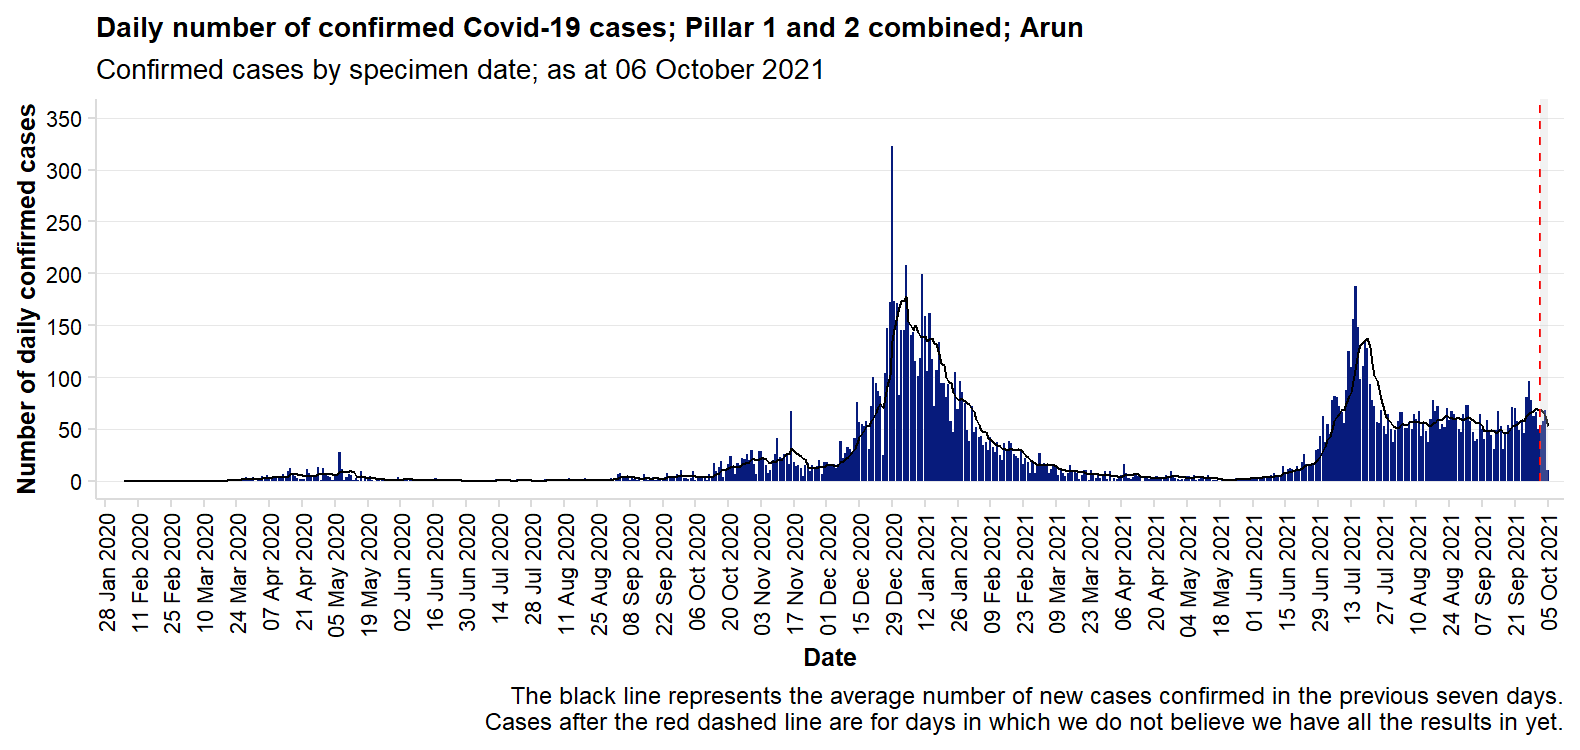 Daily number of confirmed Covid-19 cases; Pillar 1 and 2 combined; Arun
Confirmed cases by specimen date; as at 06 October 2021
Number of daily confirmed cases
350
300
250
200
150
100
50
0
28 Jan 2020
11 Feb 2020
25 Feb 2020
10 Mar 2020
24 Mar 2020
07 Apr 2020
21 Apr 2020
05 May 2020
19 May 2020
02 Jun 2020
16 Jun 2020
30 Jun 2020
14 Jul 2020
28 Jul 2020
11 Aug 2020
25 Aug 2020
08 Sep 2020
22 Sep 2020
06 Oct 2020
20 Oct 2020
03 Nov 2020
17 Nov 2020
01 Dec 2020
15 Dec 2020
29 Dec 2020
12 Jan 2021
26 Jan 2021
09 Feb 2021
23 Feb 2021
09 Mar 2021
23 Mar 2021
06 Apr 2021
20 Apr 2021
04 May 2021
18 May 2021
01 Jun 2021
15 Jun 2021
29 Jun 2021
13 Jul 2021
27 Jul 2021
10 Aug 2021
24 Aug 2021
07 Sep 2021
21 Sep 2021
05 Oct 2021
Date
The black line represents the average number of new cases confirmed in the previous seven days.
Cases after the red dashed line are for days in which we do not believe we have all the results in yet.